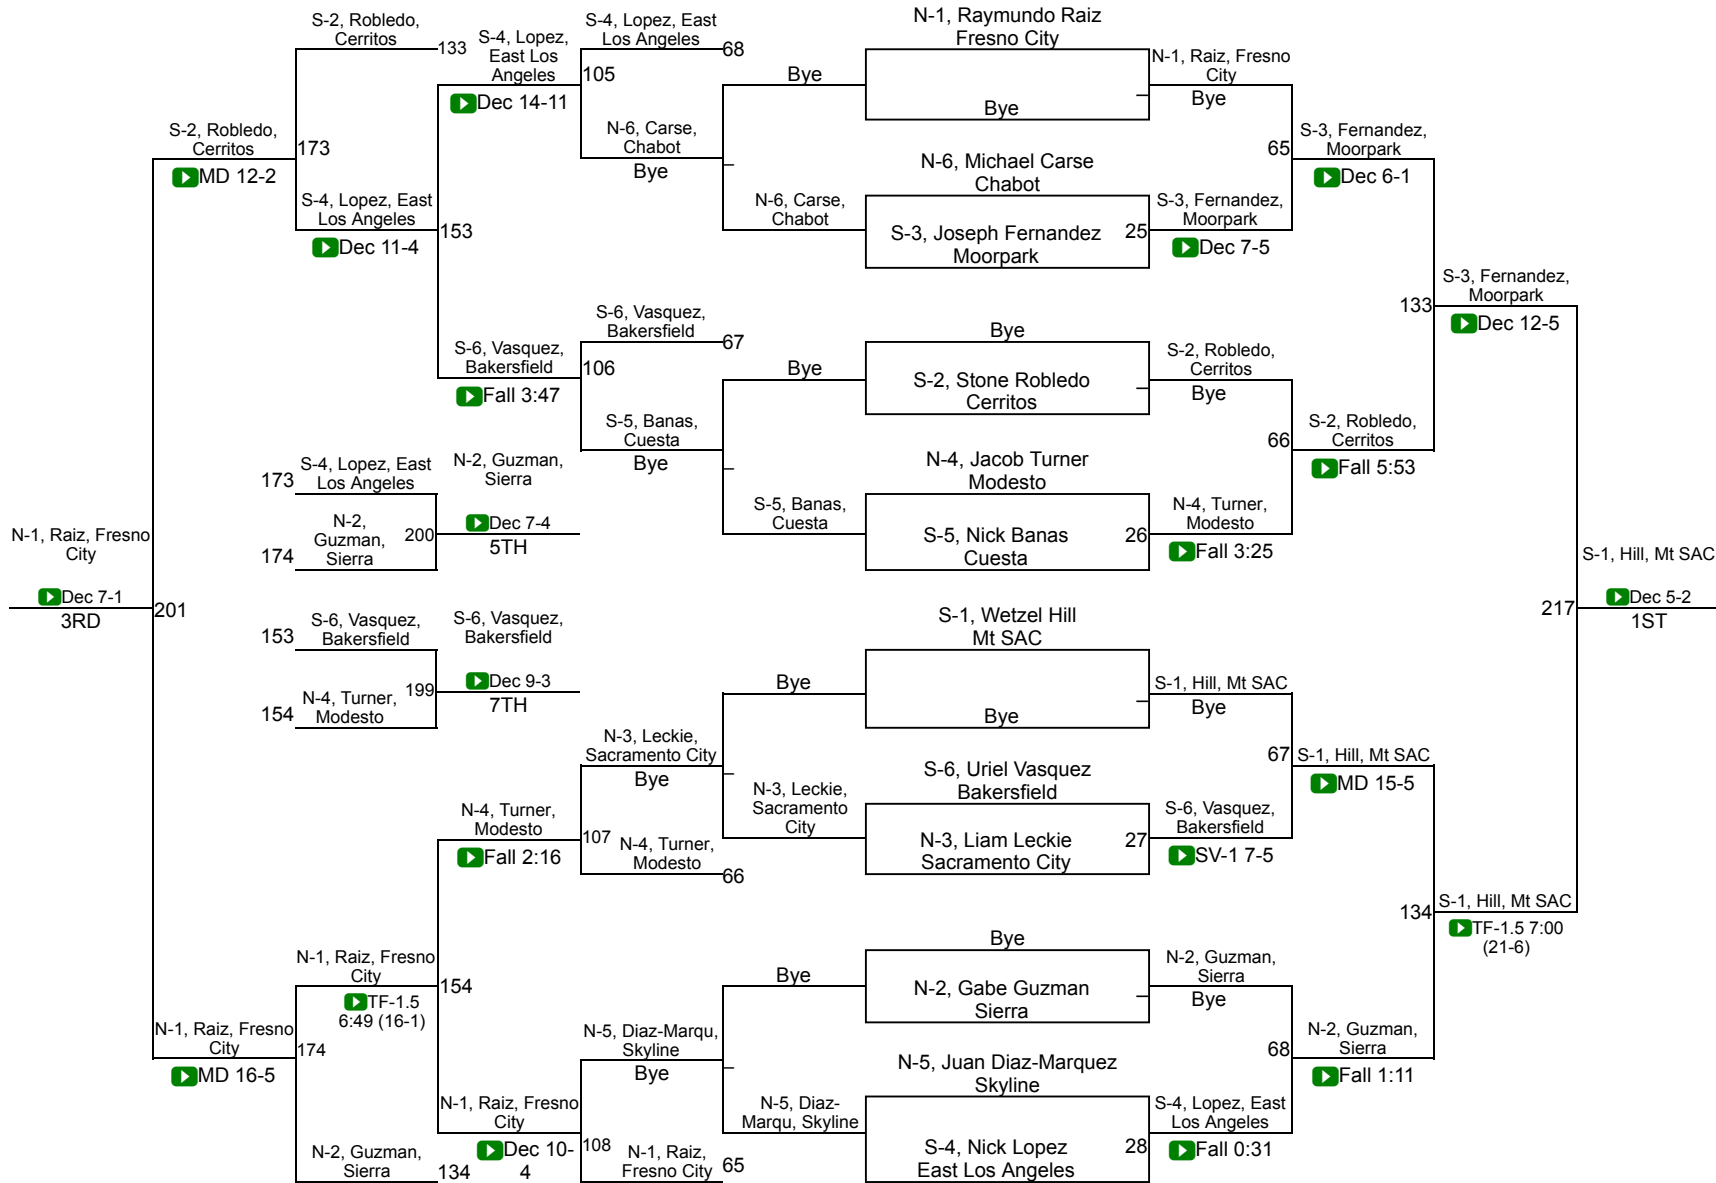 N-1, Raymundo Raiz
Fresno City
Bye
N-6, Michael Carse
Chabot
S-3, Joseph Fernandez
Moorpark
25
Bye
S-2, Stone Robledo
Cerritos
N-4, Jacob Turner
Modesto
S-5, Nick Banas
Cuesta
26
S-1, Wetzel Hill
Mt SAC
Bye
S-6, Uriel Vasquez
Bakersfield
N-3, Liam Leckie
Sacramento City
27
Bye
N-2, Gabe Guzman
Sierra
N-5, Juan Diaz-Marquez
Skyline
S-4, Nick Lopez
East Los Angeles
28
N-1, Raiz, Fresno
City
Bye
65
S-3, Fernandez,
Moorpark
Dec 7-5
S-2, Robledo,
Cerritos
Bye
66
N-4, Turner,
Modesto
Fall 3:25
S-1, Hill, Mt SAC
Bye
67
S-6, Vasquez,
Bakersfield
SV-1 7-5
N-2, Guzman,
Sierra
Bye
68
S-4, Lopez, East
Los Angeles
Fall 0:31
S-3, Fernandez,
Moorpark
Dec 6-1
133
S-2, Robledo,
Cerritos
Fall 5:53
S-1, Hill, Mt SAC
MD 15-5
134
N-2, Guzman,
Sierra
Fall 1:11
S-3, Fernandez,
Moorpark
Dec 12-5
217
S-1, Hill, Mt SAC
TF-1.5 7:00
(21-6)
S-1, Hill, Mt SAC
Dec 5-2
1ST
Bye
N-6, Carse,
Chabot
Bye
S-5, Banas,
Cuesta
Bye
N-3, Leckie,
Sacramento
City
Bye
N-5, Diaz-
Marqu, Skyline
S-4, Lopez, East
Los Angeles
68
105
N-6, Carse,
Chabot
Bye
S-6, Vasquez,
Bakersfield
67
106
S-5, Banas,
Cuesta
Bye
N-3, Leckie,
Sacramento City
Bye
107
N-4, Turner,
Modesto
66
N-5, Diaz-Marqu,
Skyline
Bye
108
N-1, Raiz,
Fresno City
65
S-4, Lopez,
East Los
Angeles
Dec 14-11
153
S-6, Vasquez,
Bakersfield
Fall 3:47
N-4, Turner,
Modesto
Fall 2:16
154
N-1, Raiz, Fresno
City
Dec 10-
4
S-2, Robledo,
Cerritos
133
173
S-4, Lopez, East
Los Angeles
Dec 11-4
N-1, Raiz, Fresno
City
TF-1.5
6:49 (16-1)
174
N-2, Guzman,
Sierra
134
S-2, Robledo,
Cerritos
MD 12-2
201
N-1, Raiz, Fresno
City
MD 16-5
N-1, Raiz, Fresno
City
Dec 7-1
3RD
173
S-4, Lopez, East
Los Angeles
174
N-2,
Guzman,
Sierra
200
N-2, Guzman,
Sierra
Dec 7-4
5TH
153
S-6, Vasquez,
Bakersfield
154
N-4, Turner,
Modesto
199
S-6, Vasquez,
Bakersfield
Dec 9-3
7TH